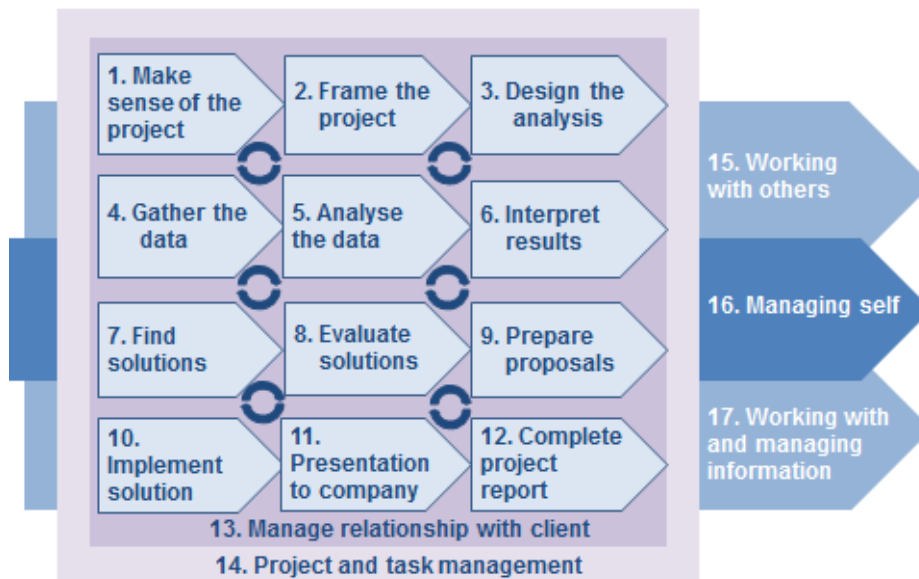 1. Make
sense of the
project
2. Frame the
project
3. Design the
analysis
4. Gather the
data
5. Analyse
the data
6. Interpret
results
7. Find
solutions
8. Evaluate
solutions
9. Prepare
proposals
10.
Implement
solution
11.
Presentation
to company
12. Complete
project
report
13. Manage relationship with client
14. Project and task management
15. Working
with others
16. Managing self
17. Working with
and managing
information